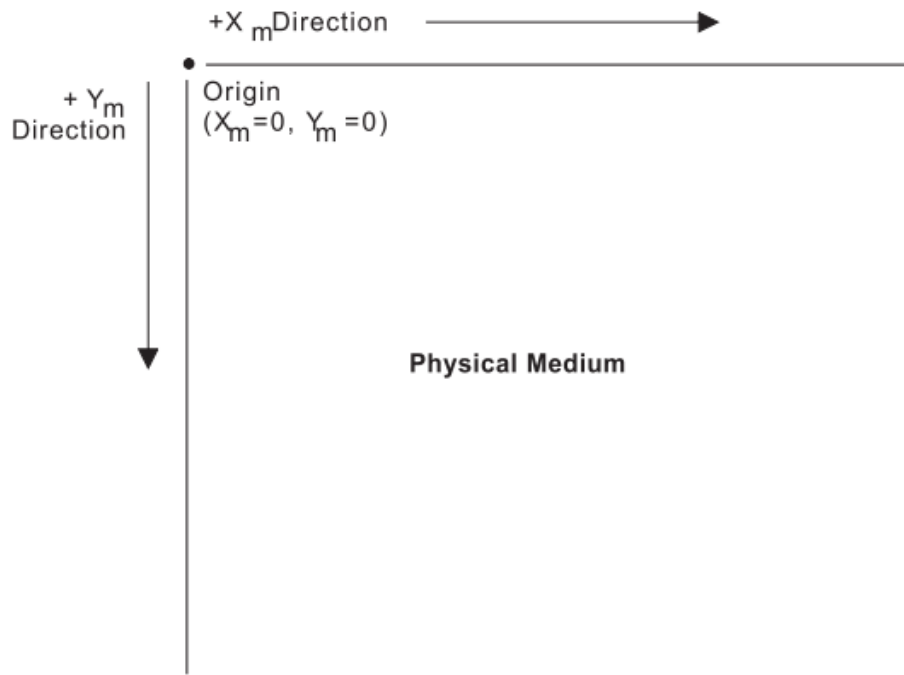 +X mDirection
Origin
(Xm=0, Ym=0)
+ Ym
Direction
Physical Medium